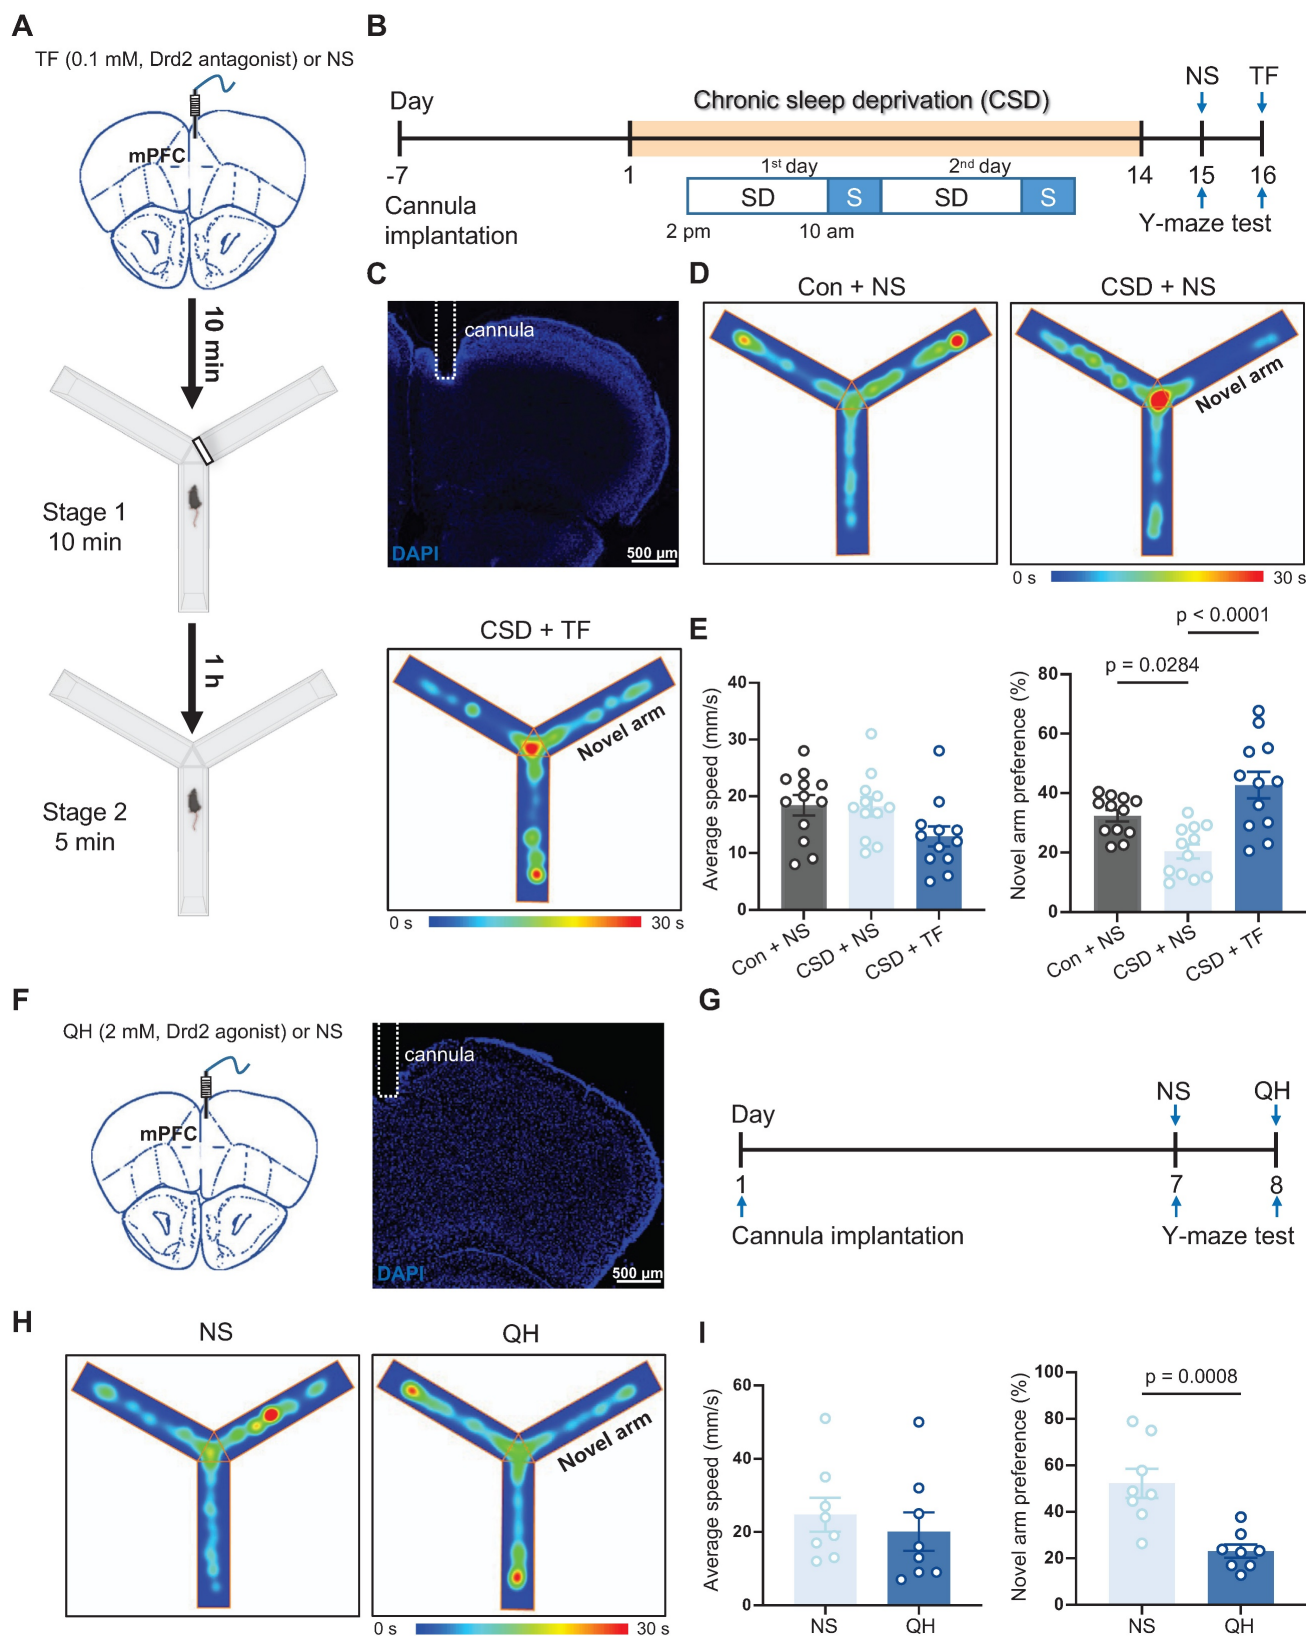 A
TF (0.1 mM, Drd2 antagonist) or NS
mPFC
10 min
Stage 1
10 min
1 h
Stage 2
5 min
B
NS TF
Day
Chronic sleep deprivation (CSD)
-7 1 14 15 16
1st day 2nd day
SD S SD S
2 pm 10 am
Cannula
implantation
Y-maze test
C
cannula
DAPI
500 µm
D
Con + NS
CSD + NS
Novel arm
0 s 30 s
CSD + TF
Novel arm
0 s 30 s
E
Average speed (mm/s)
40
30
20
10
0
Con + NS
CSD + NS
CSD + TF
p < 0.0001
p = 0.0284
Novel arm preference (%)
80
60
40
20
0
Con + NS
CSD + NS
CSD + TF
F
QH (2 mM, Drd2 agonist) or NS
mPFC
cannula
DAPI
500 µm
G
NS QH
Day
1 7 8
Cannula implantation
Y-maze test
H
NS
QH
Novel arm
0 s 30 s
I
Average speed (mm/s)
60
40
20
0
NS QH
p = 0.0008
Novel arm preference (%)
100
80
60
40
20
0
NS QH